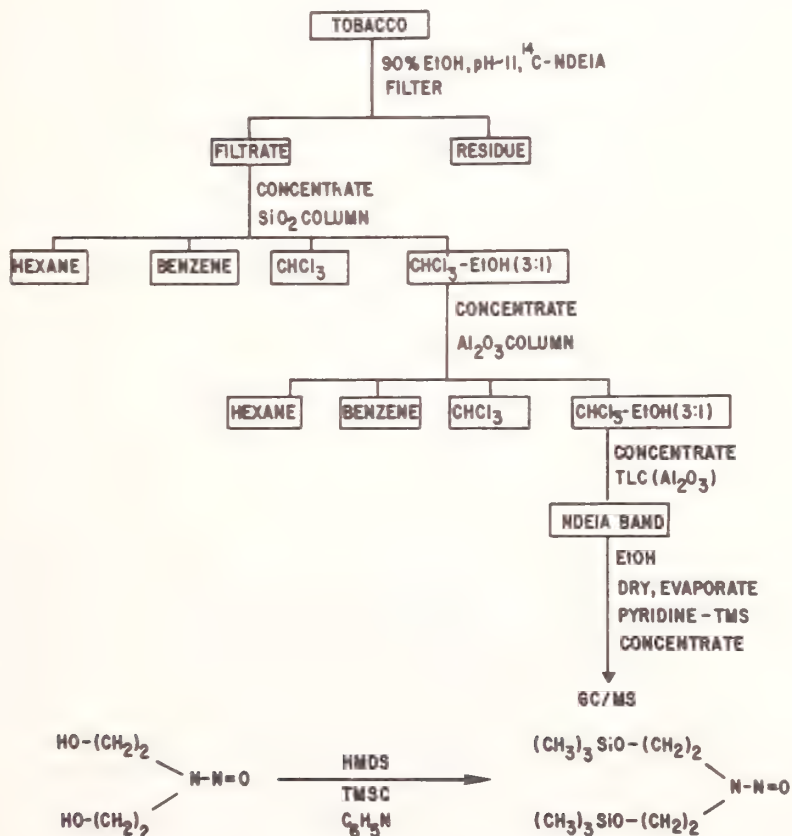 TOBACCO
90% EtOH, pH~11, ¹⁴C-NDElA
FILTER
FILTRATE RESIDUE
CONCENTRATE
SiO₂ COLUMN
HEXANE BENZENE CHCl₃ CHCl₃-EtOH (3:1)
CONCENTRATE
Al₂O₃ COLUMN
HEXANE BENZENE CHCl₃ CHCl₃-EtOH (3:1)
CONCENTRATE
TLC (Al₂O₃)
NDElA BAND
EtOH
DRY, EVAPORATE
PYRIDINE-TMS
CONCENTRATE
GC/MS
HO-(CH₂)₂ (CH₃)₃SiO-(CH₂)₂
N-N=O HMDS N-N=O
TMSC
HO-(CH₂)₂ C₆H₅N (CH₃)₃SiO-(CH₂)₂